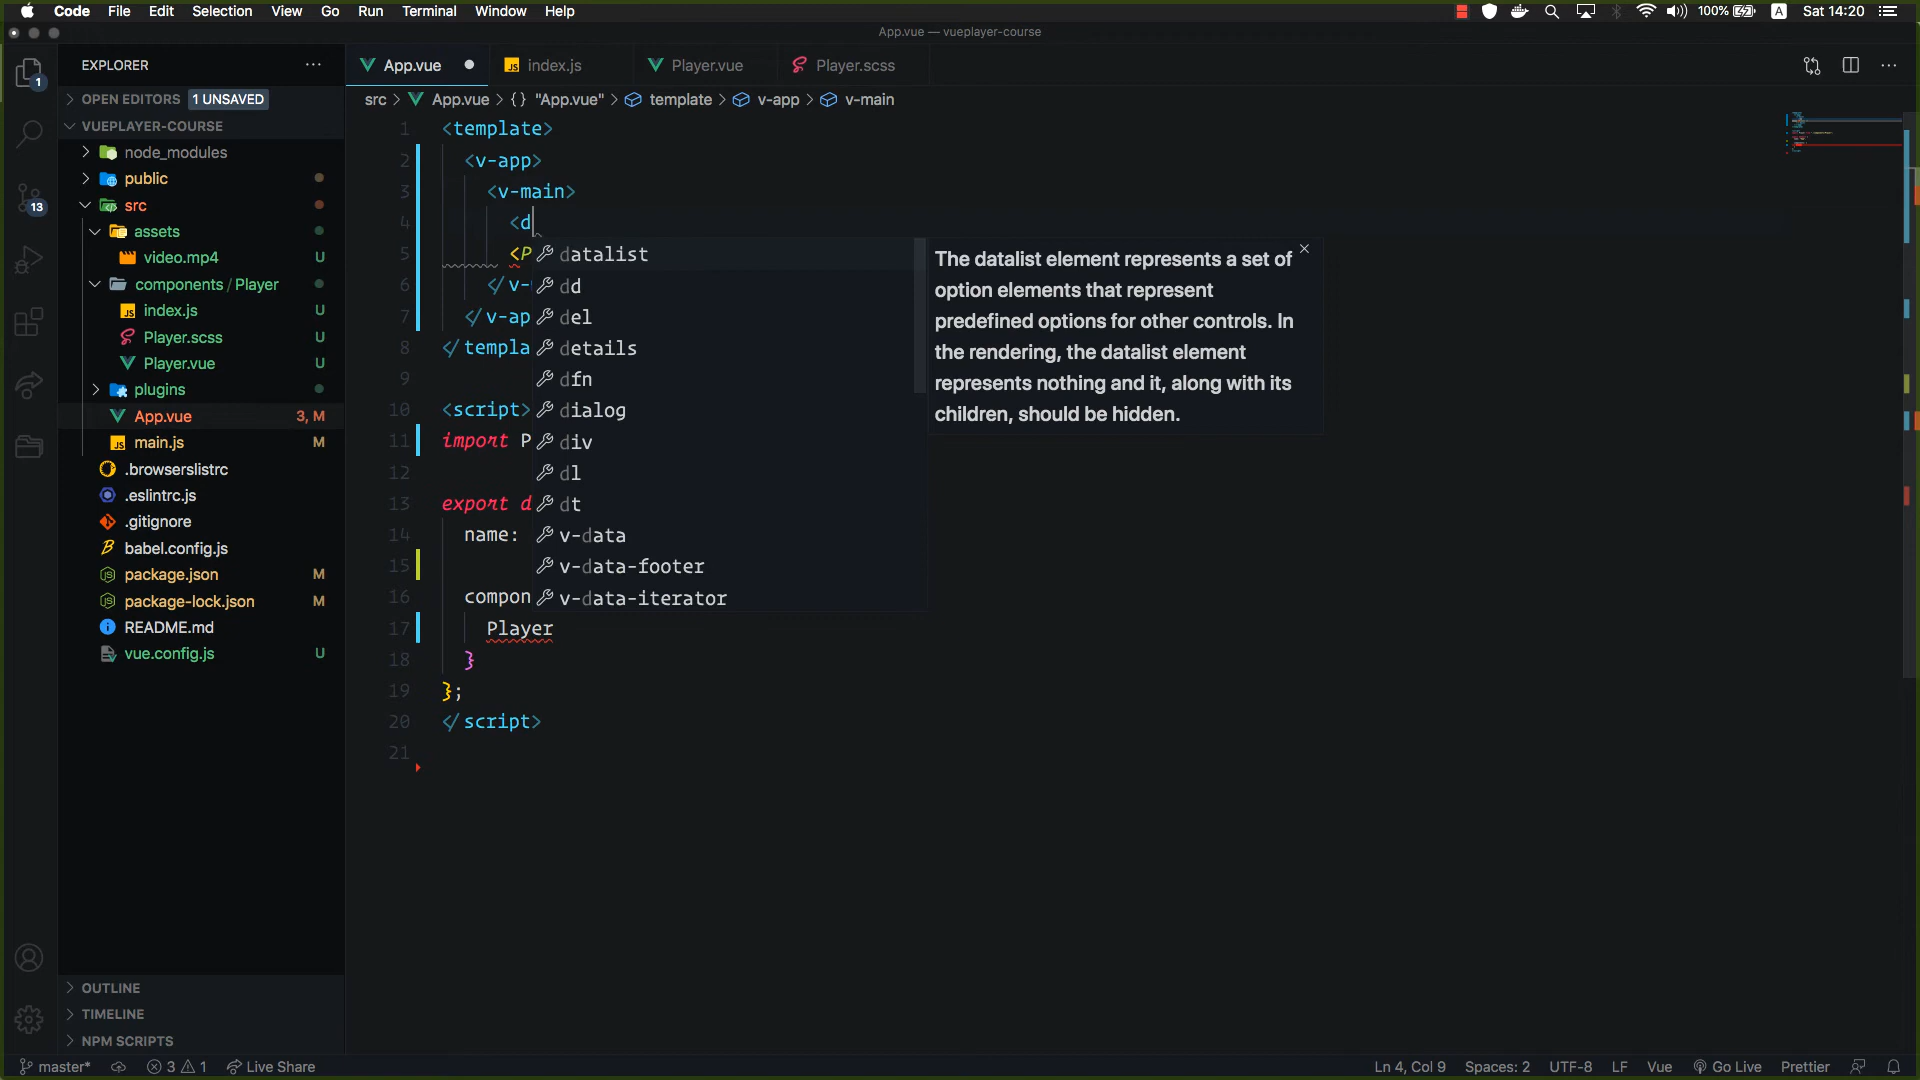 Code File Edit Selection View Go Run Terminal Window Help 100% A Sat 14:20
App.vue — vueplayer-course
EXPLORER
App.vue index.js Player.vue Player.scss
OPEN EDITORS 1 UNSAVED
src > App.vue > {} "App.vue" > template > v-app > v-main
VUEPLAYER-COURSE
node_modules
public
src
assets
video.mp4 U
components / Player
index.js U
Player.scss U
Player.vue U
plugins
App.vue 3, M
main.js M
.browserslistrc
.eslintrc.js
.gitignore
babel.config.js
package.json M
package-lock.json M
README.md
vue.config.js U
OUTLINE
TIMELINE
NPM SCRIPTS
1
13
1 <template>
2 <v-app>
3 <v-main>
4 <d
5 <P
6 </v-
7 </v-ap
8 </templa
9
10 <script>
11 import P
12
13 export d
14 name:
15
16 compon
17 Player
18 }
19 };
20 </script>
21
datalist
dd
del
details
dfn
dialog
div
dl
dt
v-data
v-data-footer
v-data-iterator
The datalist element represents a set of
option elements that represent
predefined options for other controls. In
the rendering, the datalist element
represents nothing and it, along with its
children, should be hidden.
master* 3 1 Live Share Ln 4, Col 9 Spaces: 2 UTF-8 LF Vue Go Live Prettier